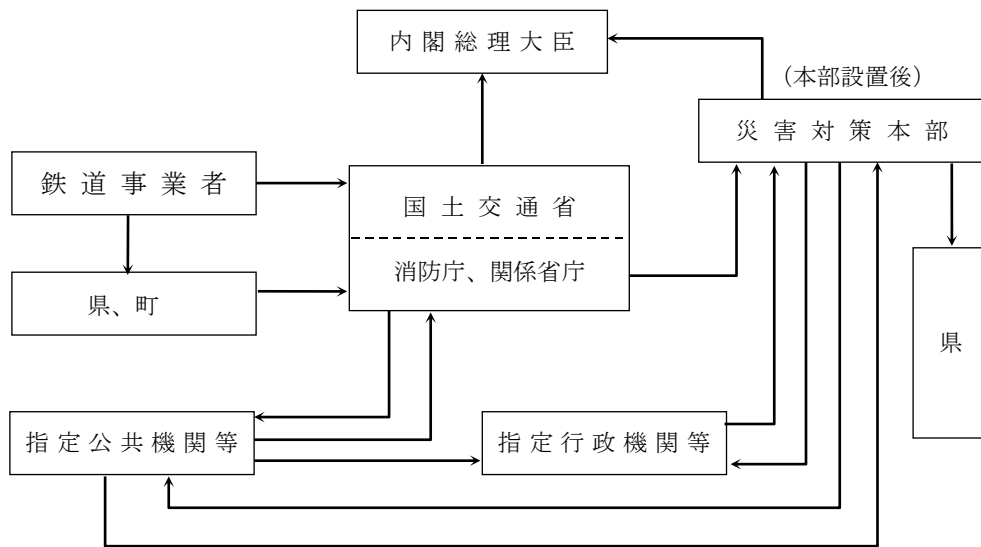 内閣総理大臣
（本部設置後）
災害対策本部
鉄道事業者
国土交通省
消防庁、関係省庁
県、町
県
指定公共機関等
指定行政機関等